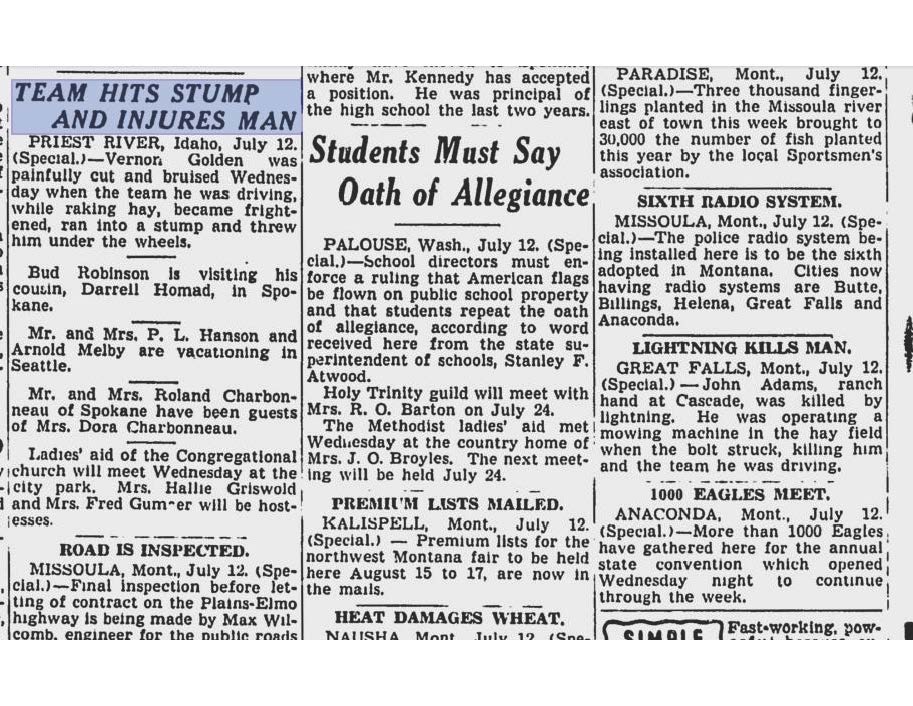 TEAM HITS STUMP
AND INJURES MAN
PRIEST RIVER, Idaho, July 12.
(Special.)—Vernon Golden was
painfully cut and bruised Wednes-
day when the team he was driving,
while raking hay, became fright-
ened, ran into a stump and threw
him under the wheels.
Bud Robinson is visiting his
cousin, Darrell Homad, in Spo-
kane.
Mr. and Mrs. P. L. Hanson and
Arnold Melby are vacationing in
Seattle.
Mr. and Mrs. Roland Charbon-
neau of Spokane have been guests
of Mrs. Dora Charbonneau.
Ladies' aid of the Congregational
church will meet Wednesday at the
city park. Mrs. Hallie Griswold
and Mrs. Fred will be host-
esses.
ROAD IS INSPECTED.
MISSOULA, Mont., July 12. (Spe-
cial.)—Final inspection before let-
ting of contract on the Plains-Elmo
highway is being made by Max Wil-
comb, engineer for the public roads
where Mr. Kennedy has accepted
a position. He was principal of
the high school the last two years.
Students Must Say
Oath of Allegiance
PALOUSE, Wash., July 12. (Spe-
cial.)—School directors must en-
force a ruling that American flags
be flown on public school property
and that students repeat the oath
of allegiance, according to word
received here from the state su-
perintendent of schools, Stanley F.
Atwood.
Holy Trinity guild will meet with
Mrs. R. O. Barton on July 24.
The Methodist ladies' aid met
Wednesday at the country home of
Mrs. J. O. Broyles. The next meet-
ing will be held July 24.
PREMIUM LISTS MAILED.
KALISPELL, Mont., July 12.
(Special.) — Premium lists for the
northwest Montana fair to be held
here August 15 to 17, are now in
the mails.
HEAT DAMAGES WHEAT.
NAUSHA, Mont., July 12. (Spe-
PARADISE, Mont., July 12.
(Special.)—Three thousand finger-
lings planted in the Missoula river
east of town this week brought to
30,000 the number of fish planted
this year by the local Sportsmen's
association.
SIXTH RADIO SYSTEM.
MISSOULA, Mont., July 12. (Spe-
cial.)—The police radio system be-
ing installed here is to be the sixth
adopted in Montana. Cities now
having radio systems are Butte,
Billings, Helena, Great Falls and
Anaconda.
LIGHTNING KILLS MAN.
GREAT FALLS, Mont., July 12.
(Special.) — John Adams, ranch
hand at Cascade, was killed by
lightning. He was operating a
mowing machine in the hay field
when the bolt struck, killing him
and the team he was driving.
1000 EAGLES MEET.
ANACONDA, Mont., July 12.
(Special.)—More than 1000 Eagles
have gathered here for the annual
state convention which opened
Wednesday night to continue
through the week.
SIMPLE
Fast-working, pow-